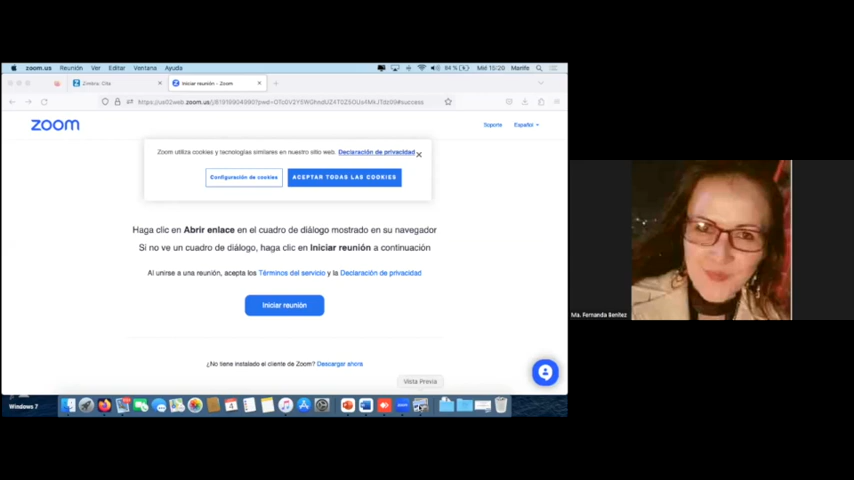 zoom.us Reunión Ver Editar Ventana Ayuda
84 % Mié 15:20 Marife
Zimbra: Cita
Iniciar reunión - Zoom
zoom
Soporte Español
Zoom utiliza cookies y tecnologías similares en nuestro sitio web. Declaración de privacidad
Configuración de cookies
ACEPTAR TODAS LAS COOKIES
Haga clic en Abrir enlace en el cuadro de diálogo mostrado en su navegador
Si no ve un cuadro de diálogo, haga clic en Iniciar reunión a continuación
Al unirse a una reunión, acepta los Términos del servicio y la Declaración de privacidad
Iniciar reunión
¿No tiene instalado el cliente de Zoom? Descargar ahora
Vista Previa
Windows 7
Ma. Fernanda Benítez